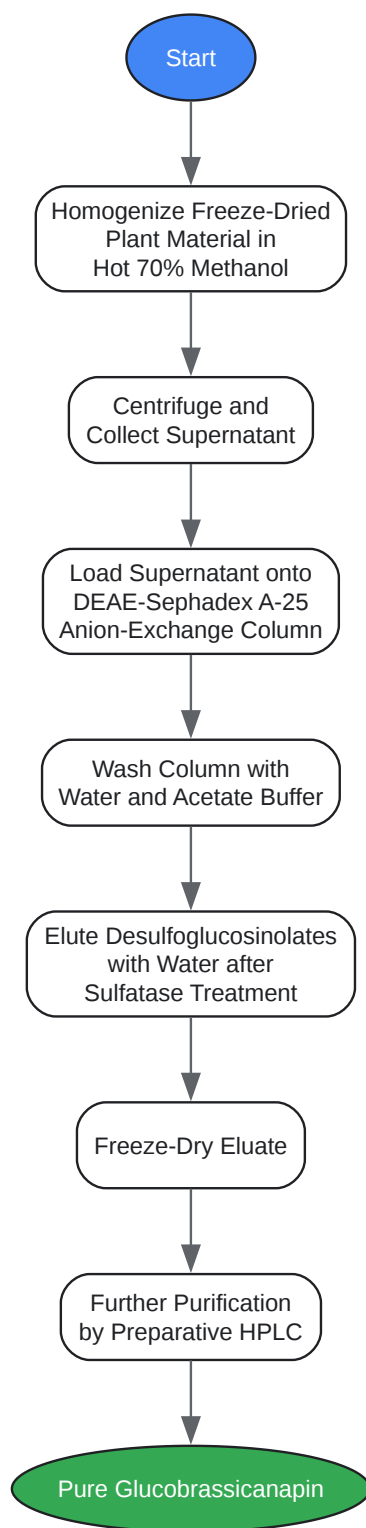 Start
Homogenize Freeze-Dried
Plant Material in
Hot 70% Methanol
Centrifuge and
Collect Supernatant
Load Supernatant onto
DEAE-Sephadex A-25
Anion-Exchange Column
Wash Column with
Water and Acetate Buffer
Elute Desulfoglucosinolates
with Water after
Sulfatase Treatment
Freeze-Dry Eluate
Further Purification
by Preparative HPLC
Pure Glucobrassicanapin